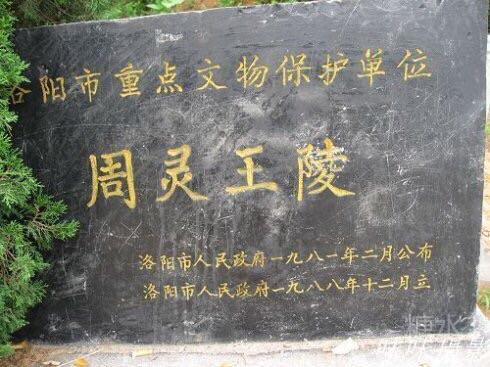 洛阳市重点文物保护单位
周灵王陵
洛阳市人民政府一九八一年二月公布
洛阳市人民政府一九八八年十二月立